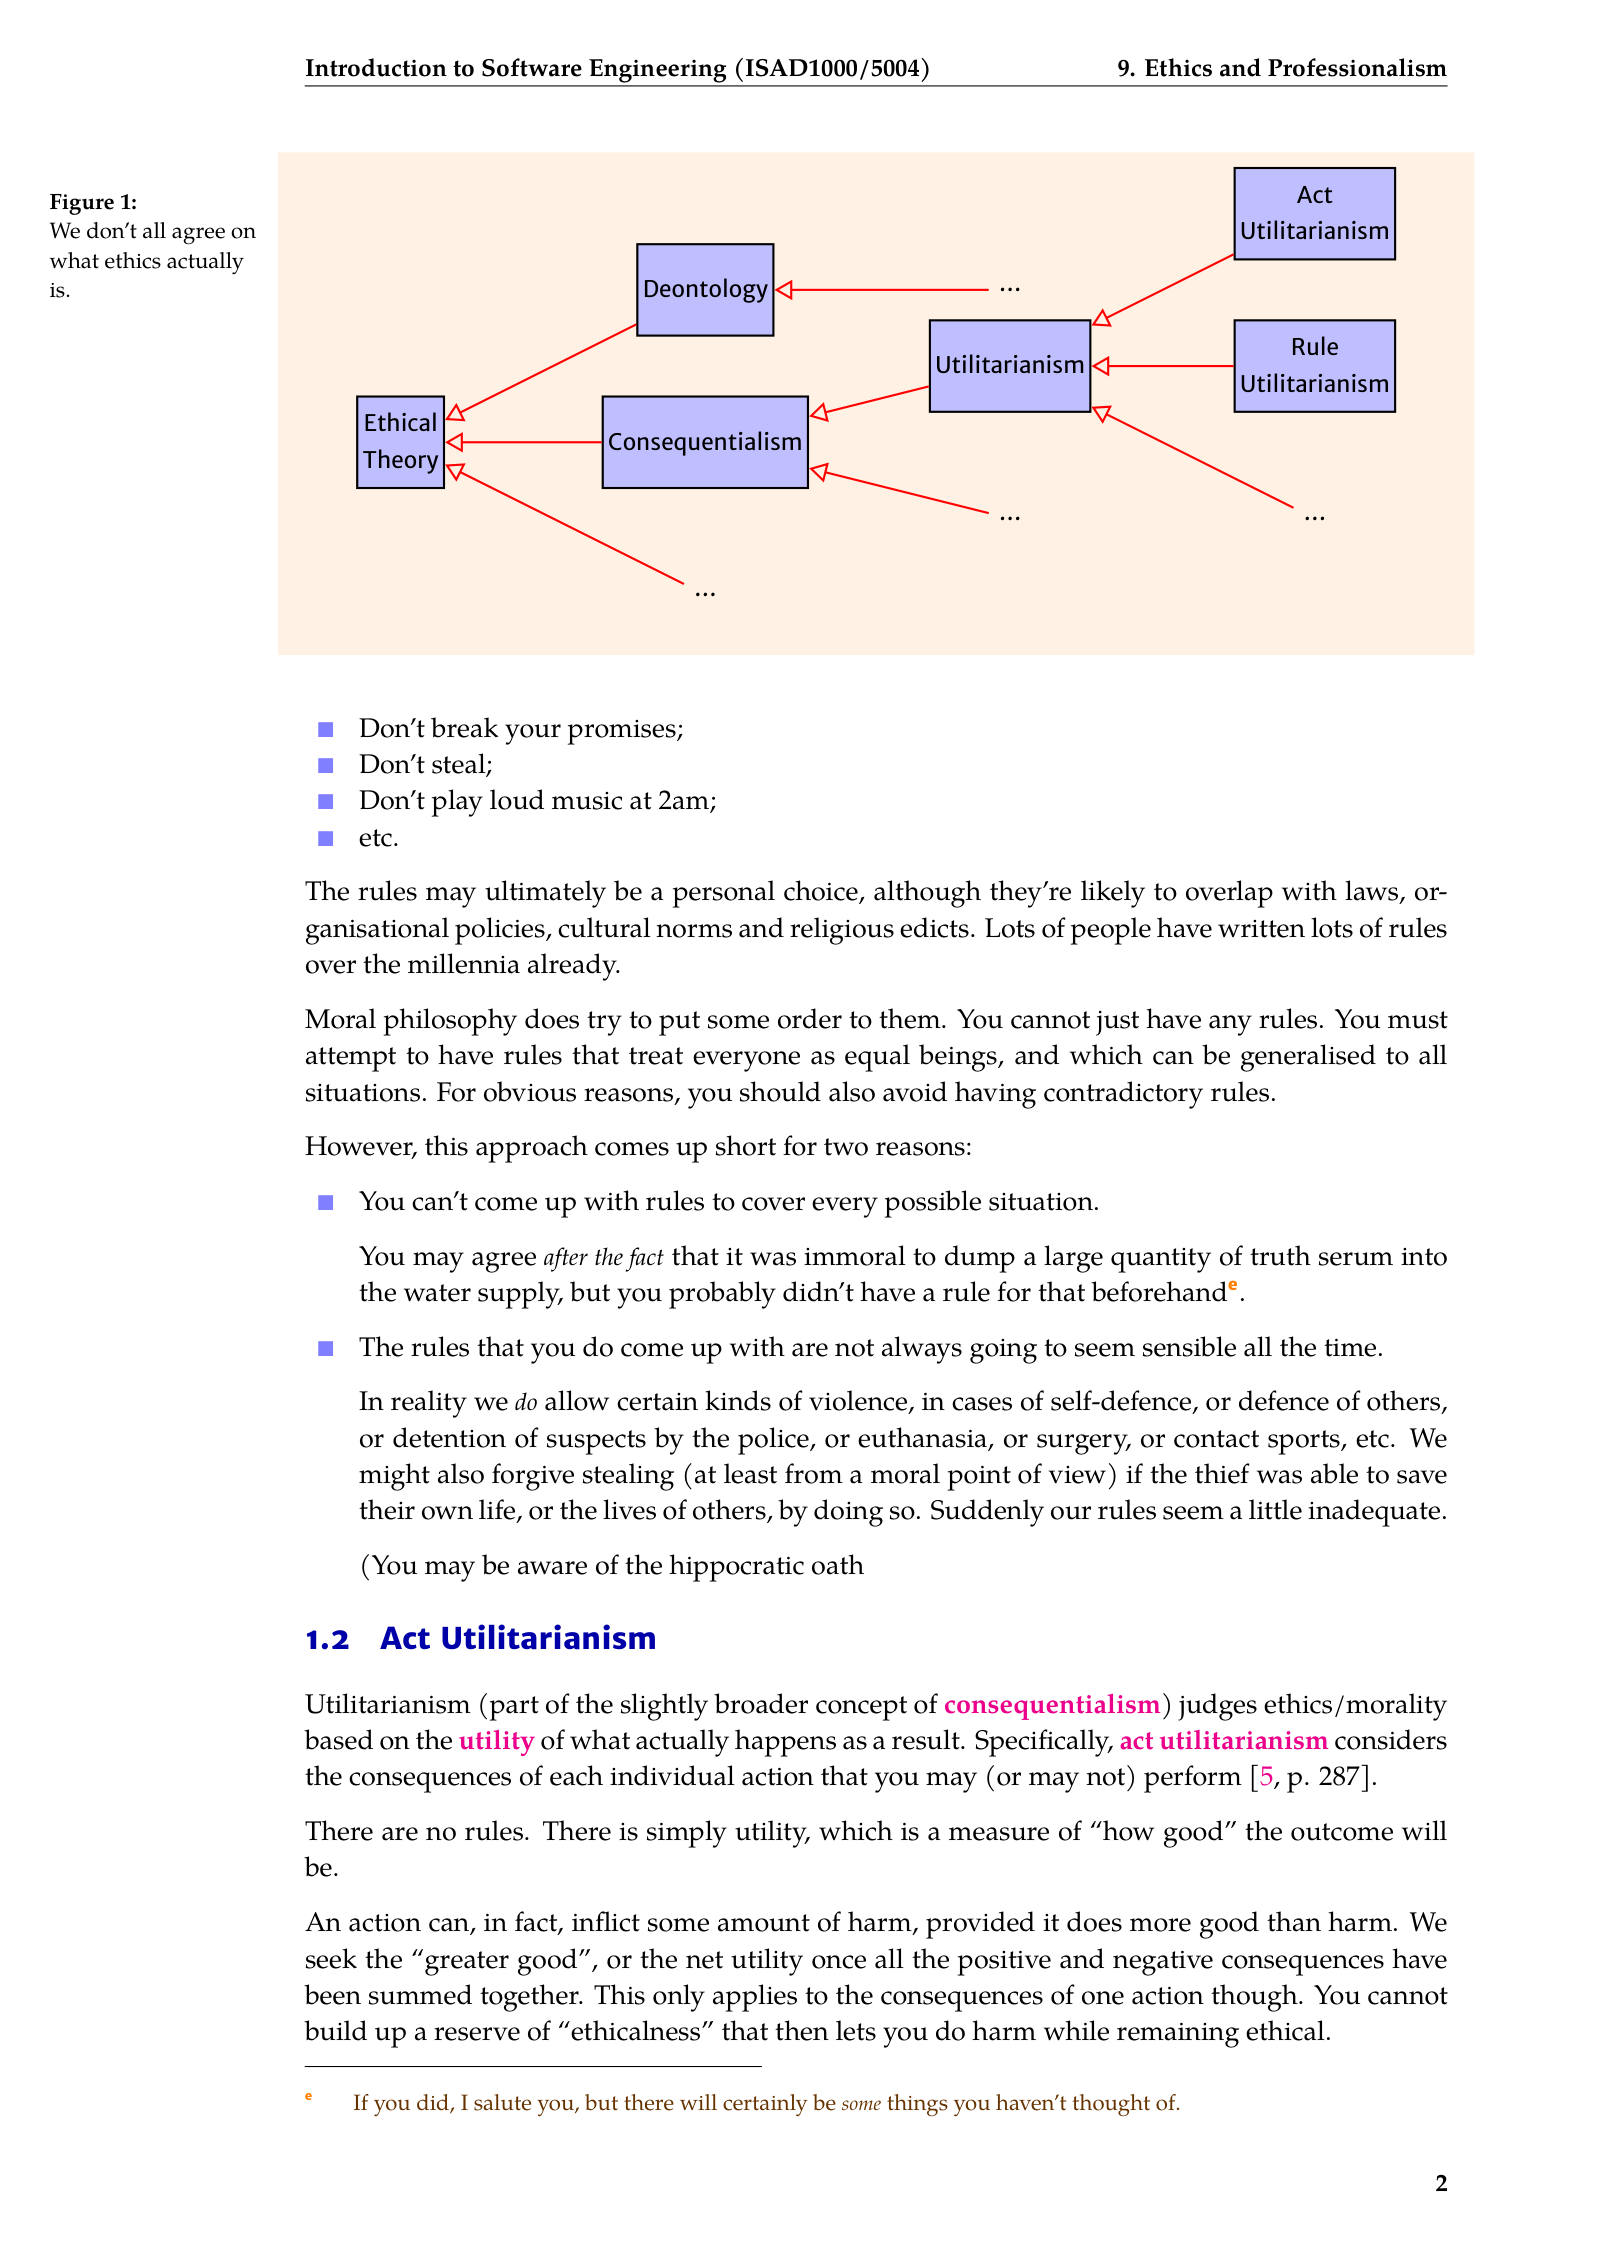 Introduction to Software Engineering (ISAD1000/5004) 9. Ethics and Professionalism
Figure 1:
We don't all agree on
what ethics actually
is.
Act
Utilitarianism
Deontology
...
Utilitarianism
Rule
Utilitarianism
Ethical
Theory
Consequentialism
...
...
...
Don't break your promises;
Don't steal;
Don't play loud music at 2am;
etc.
The rules may ultimately be a personal choice, although they're likely to overlap with laws, or-
ganisational policies, cultural norms and religious edicts. Lots of people have written lots of rules
over the millennia already.
Moral philosophy does try to put some order to them. You cannot just have any rules. You must
attempt to have rules that treat everyone as equal beings, and which can be generalised to all
situations. For obvious reasons, you should also avoid having contradictory rules.
However, this approach comes up short for two reasons:
You can't come up with rules to cover every possible situation.
You may agree after the fact that it was immoral to dump a large quantity of truth serum into
the water supply, but you probably didn't have a rule for that beforehand e.
The rules that you do come up with are not always going to seem sensible all the time.
In reality we do allow certain kinds of violence, in cases of self-defence, or defence of others,
or detention of suspects by the police, or euthanasia, or surgery, or contact sports, etc. We
might also forgive stealing (at least from a moral point of view) if the thief was able to save
their own life, or the lives of others, by doing so. Suddenly our rules seem a little inadequate.
(You may be aware of the hippocratic oath
1.2 Act Utilitarianism
Utilitarianism (part of the slightly broader concept of consequentialism) judges ethics/morality
based on the utility of what actually happens as a result. Specifically, act utilitarianism considers
the consequences of each individual action that you may (or may not) perform [5, p. 287].
There are no rules. There is simply utility, which is a measure of “how good” the outcome will
be.
An action can, in fact, inflict some amount of harm, provided it does more good than harm. We
seek the “greater good”, or the net utility once all the positive and negative consequences have
been summed together. This only applies to the consequences of one action though. You cannot
build up a reserve of “ethicalness” that then lets you do harm while remaining ethical.
e If you did, I salute you, but there will certainly be some things you haven't thought of.
2